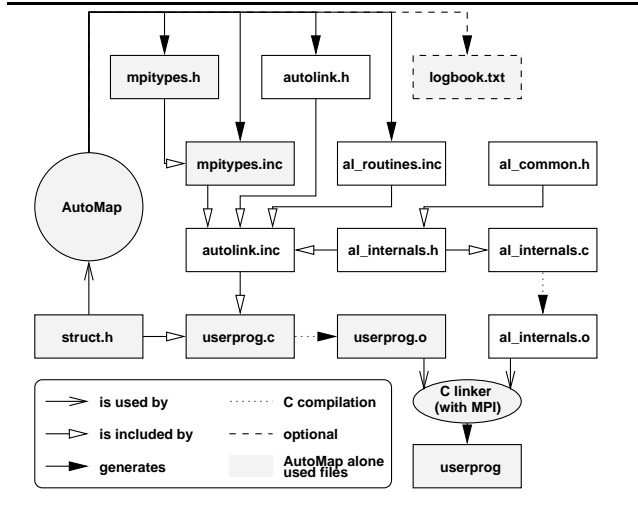 mpitypes.h
autolink.h
logbook.txt
mpitypes.inc
al_routines.inc
al_common.h
AutoMap
autolink.inc
al_internals.h
al_internals.c
struct.h
userprog.c
userprog.o
al_internals.o
is used by
C compilation
C linker
(with MPI)
is included by
optional
generates
AutoMap alone
used files
userprog